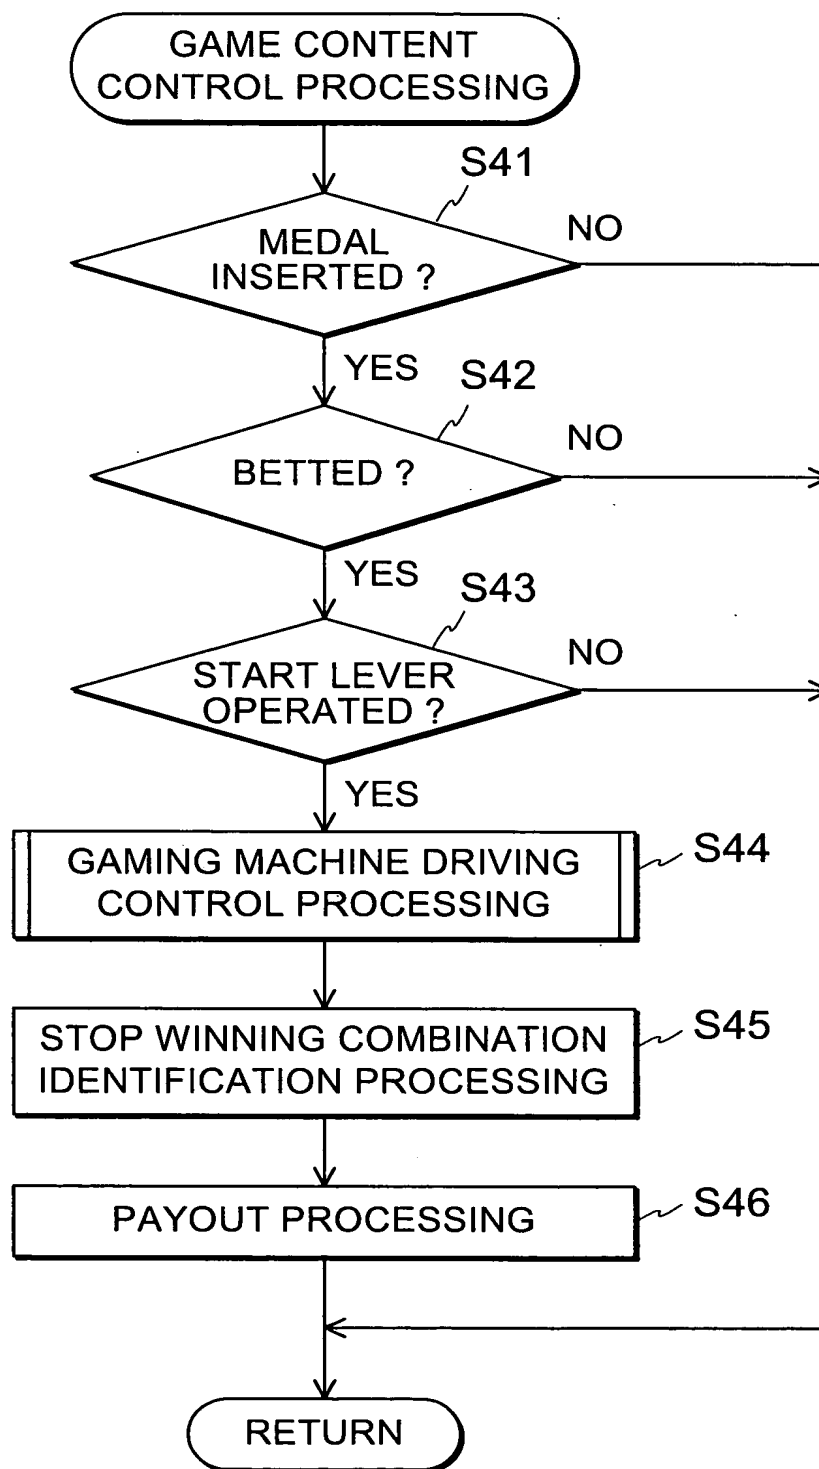 GAME CONTENT
CONTROL PROCESSING
S41
MEDAL
INSERTED ?
NO
YES
S42
BETTED ?
NO
YES
S43
START LEVER
OPERATED ?
NO
YES
GAMING MACHINE DRIVING
CONTROL PROCESSING
S44
STOP WINNING COMBINATION
IDENTIFICATION PROCESSING
S45
PAYOUT PROCESSING
S46
RETURN